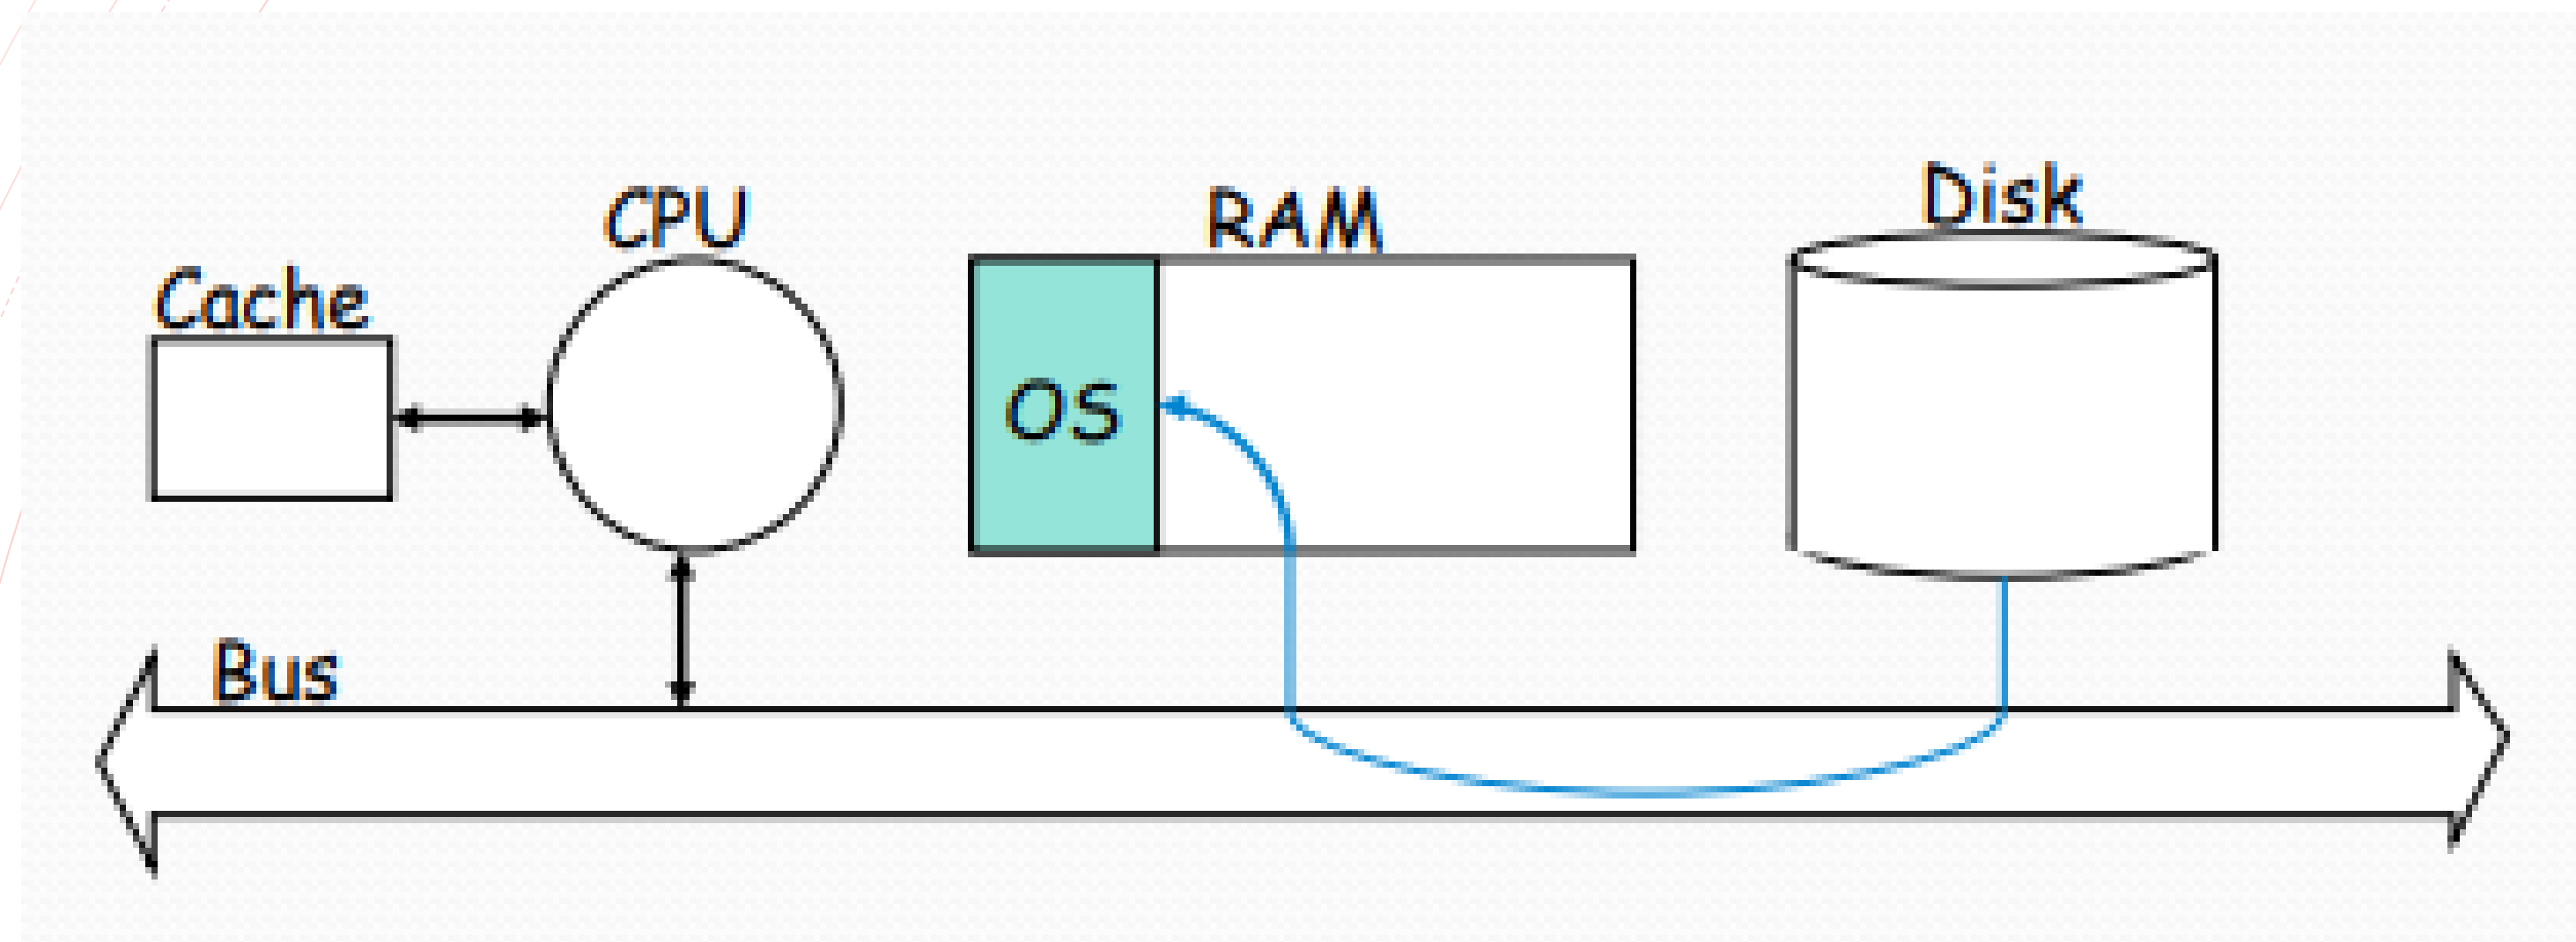 Cache
CPU
RAM
Disk
OS
Bus